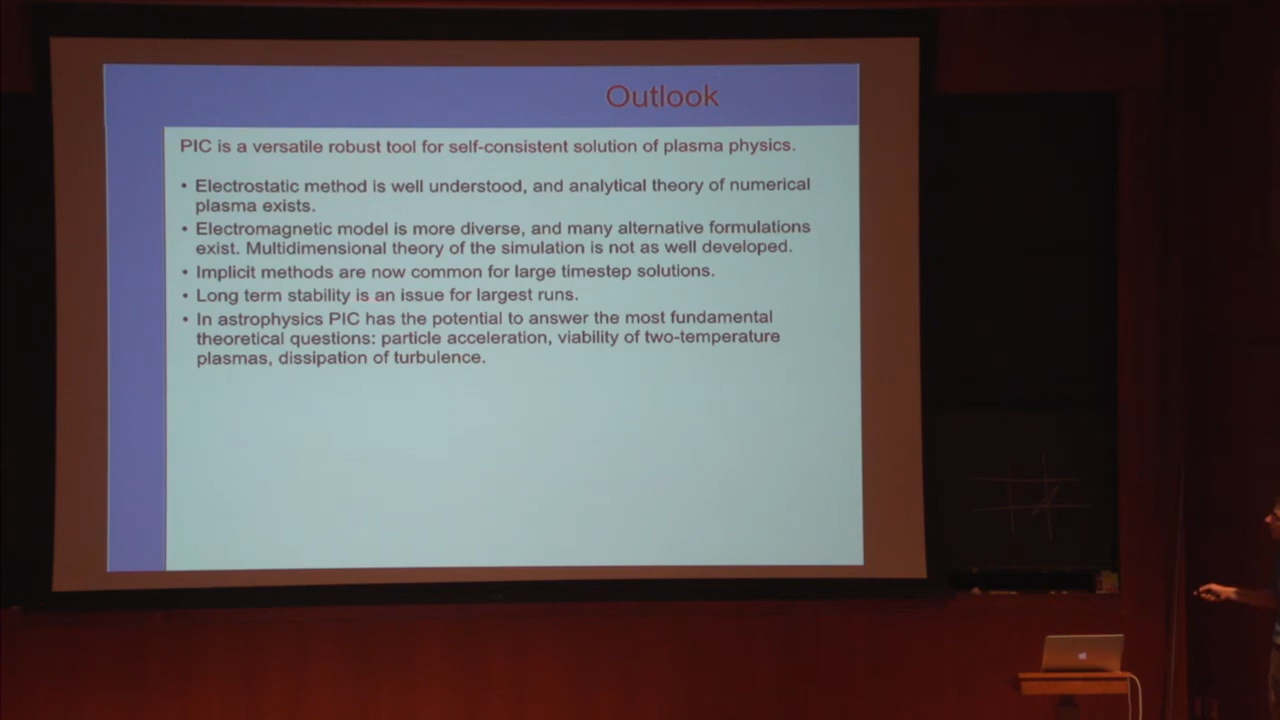 Outlook
PIC is a versatile robust tool for self-consistent solution of plasma physics.
• Electrostatic method is well understood, and analytical theory of numerical
plasma exists.
• Electromagnetic model is more diverse, and many alternative formulations
exist. Multidimensional theory of the simulation is not as well developed.
• Implicit methods are now common for large timestep solutions.
• Long term stability is an issue for largest runs.
• In astrophysics PIC has the potential to answer the most fundamental
theoretical questions: particle acceleration, viability of two-temperature
plasmas, dissipation of turbulence.